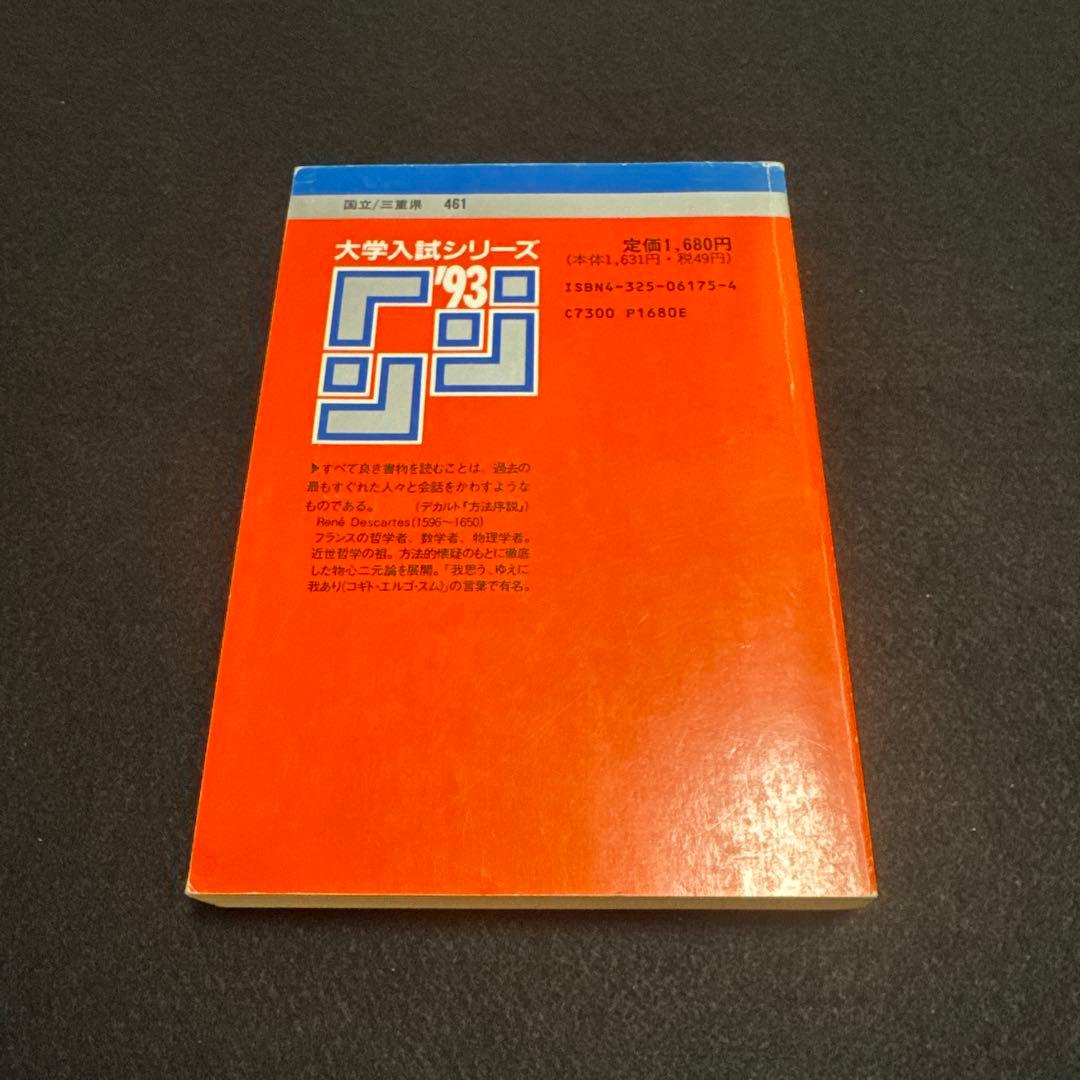 国立/三重県 461
大学入試シリーズ
'93
定価1,680円
(本体1,631円・税49円)
ISBN4-325-06175-4
C7300 P1680E
▶すべて良き書物を読むことは、過去の
最もすぐれた人々と会話をかわすような
ものである。 (デカルト『方法序説』)
René Descartes(1596〜1650)
フランスの哲学者、数学者、物理学者。
近世哲学の祖。方法的懐疑のもとに徹底
した物心二元論を展開。「我思う、ゆえに
我あり(コギト・エルゴ・スム)」の言葉で有名。